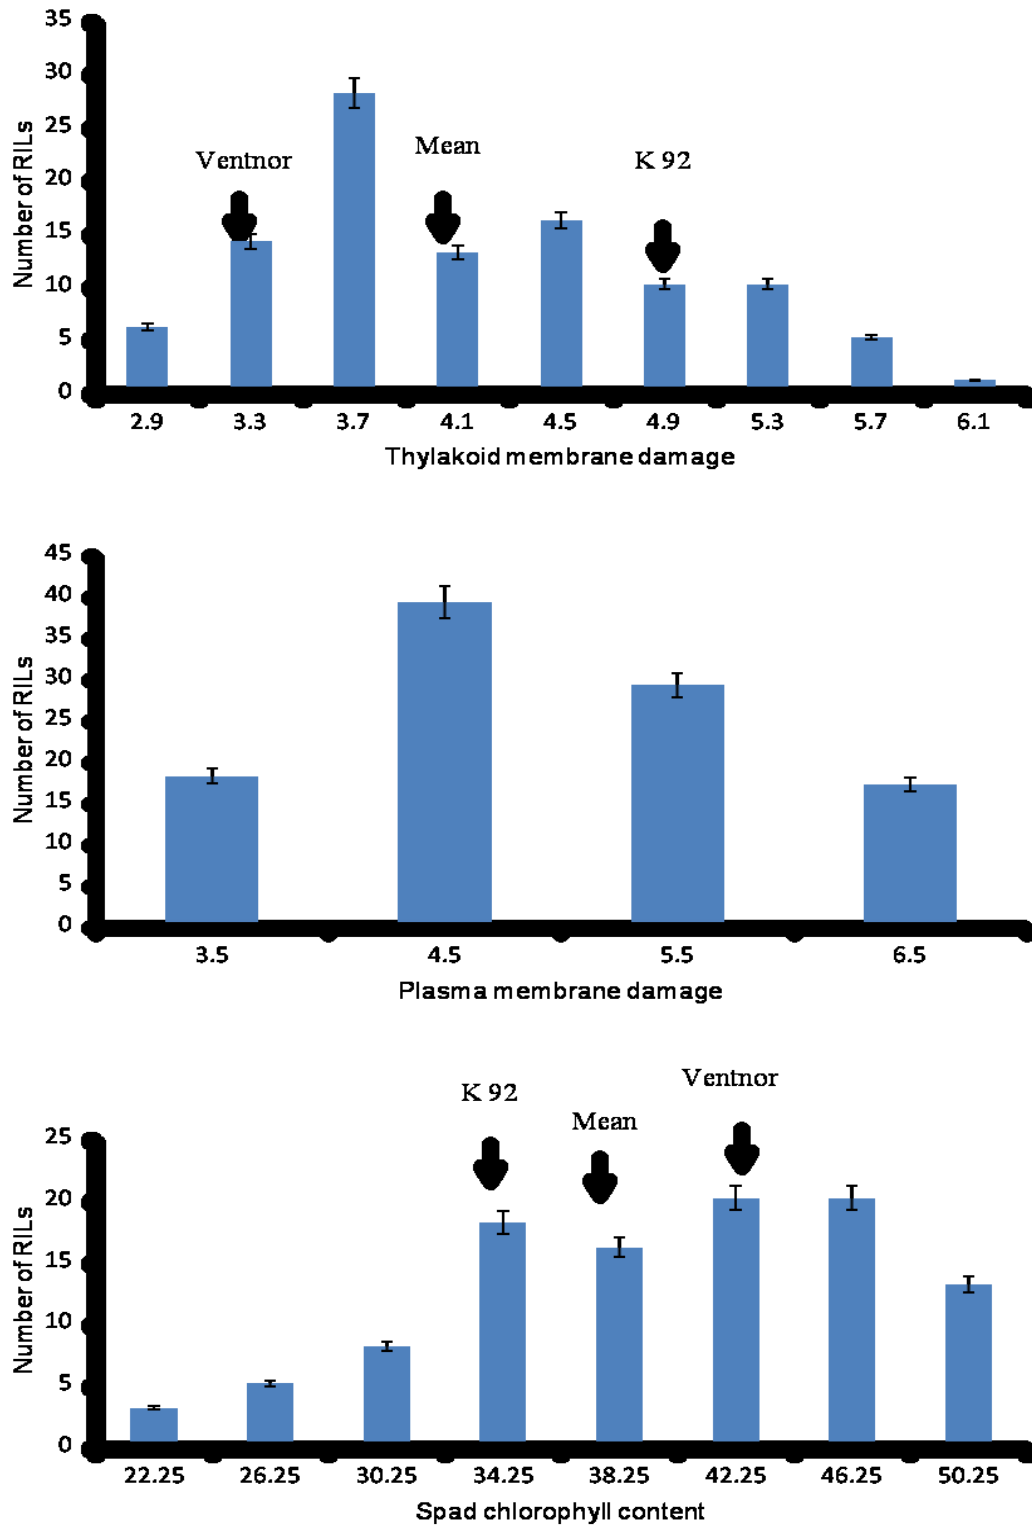 35
30
25
20
15
10
5
0
Number of RILs
Ventnor
Mean
K 92
2.9 3.3 3.7 4.1 4.5 4.9 5.3 5.7 6.1
Thylakoid membrane damage
45
40
35
30
25
20
15
10
5
0
Number of RILs
3.5 4.5 5.5 6.5
Plasma membrane damage
25
20
15
10
5
0
Number of RILs
K 92
Mean
Ventnor
22.25 26.25 30.25 34.25 38.25 42.25 46.25 50.25
Spad chlorophyll content